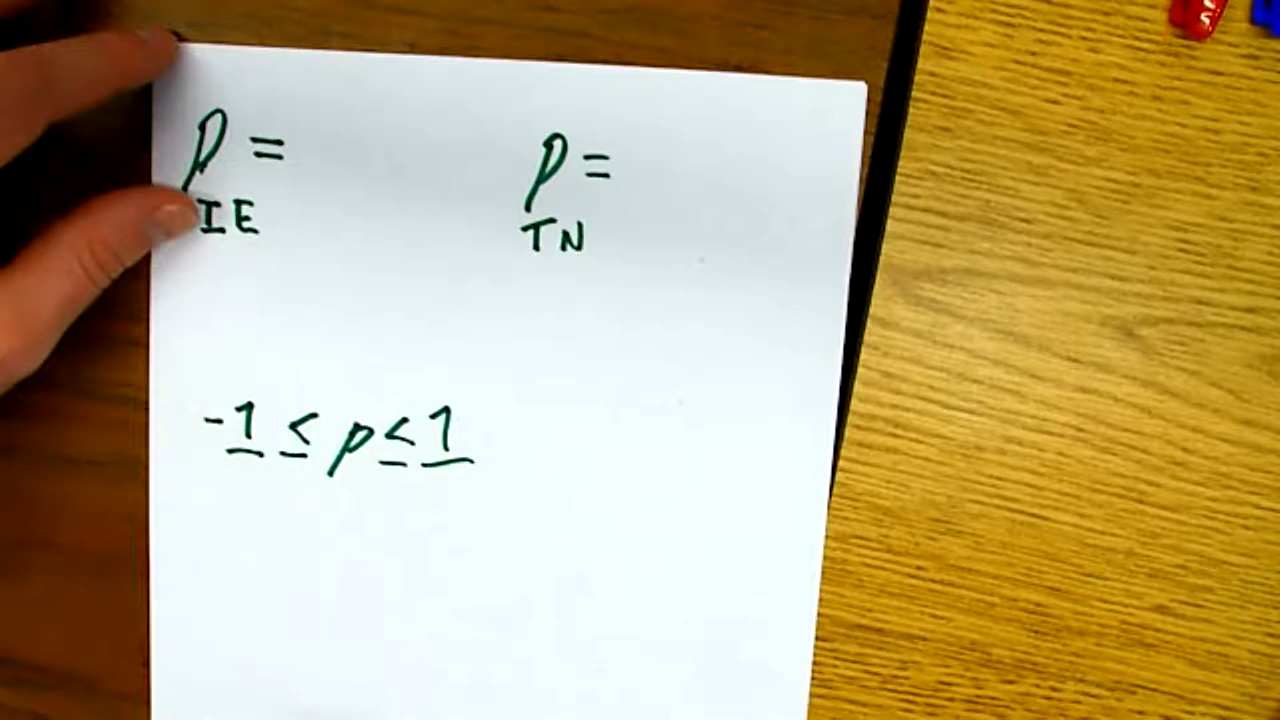 p = p =
IE TN
-1 ≤ p ≤ 1